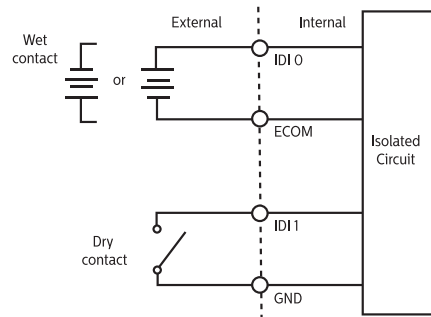 External
Internal
Wet
contact
or
IDI 0
ECOM
Isolated
Circuit
IDI 1
Dry
contact
GND